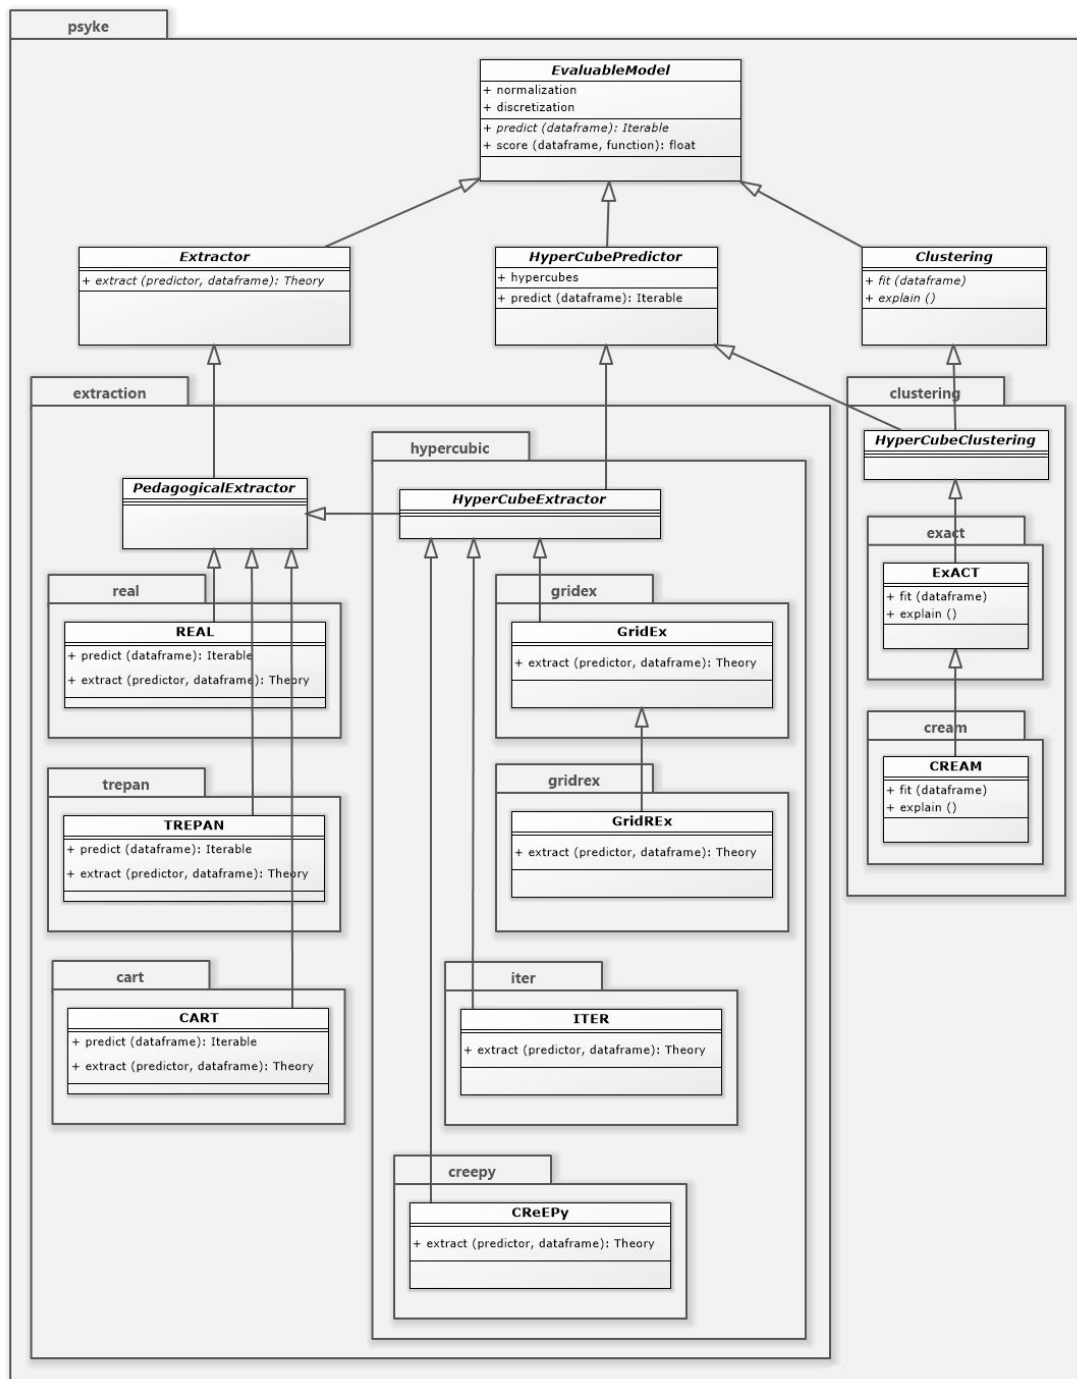 psyke
EvaluableModel
+ normalization
+ discretization
+ predict (dataframe): Iterable
+ score (dataframe, function): float
Extractor
+ extract (predictor, dataframe): Theory
HyperCubePredictor
+ hypercubes
+ predict (dataframe): Iterable
Clustering
+ fit (dataframe)
+ explain ()
extraction
PedagogicalExtractor
real
REAL
+ predict (dataframe): Iterable
+ extract (predictor, dataframe): Theory
trepan
TREPAN
+ predict (dataframe): Iterable
+ extract (predictor, dataframe): Theory
cart
CART
+ predict (dataframe): Iterable
+ extract (predictor, dataframe): Theory
hypercubic
HyperCubeExtractor
gridex
GridEx
+ extract (predictor, dataframe): Theory
gridrex
GridREx
+ extract (predictor, dataframe): Theory
iter
ITER
+ extract (predictor, dataframe): Theory
creepy
CReEPy
+ extract (predictor, dataframe): Theory
clustering
HyperCubeClustering
exact
ExACT
+ fit (dataframe)
+ explain ()
cream
CREAM
+ fit (dataframe)
+ explain ()